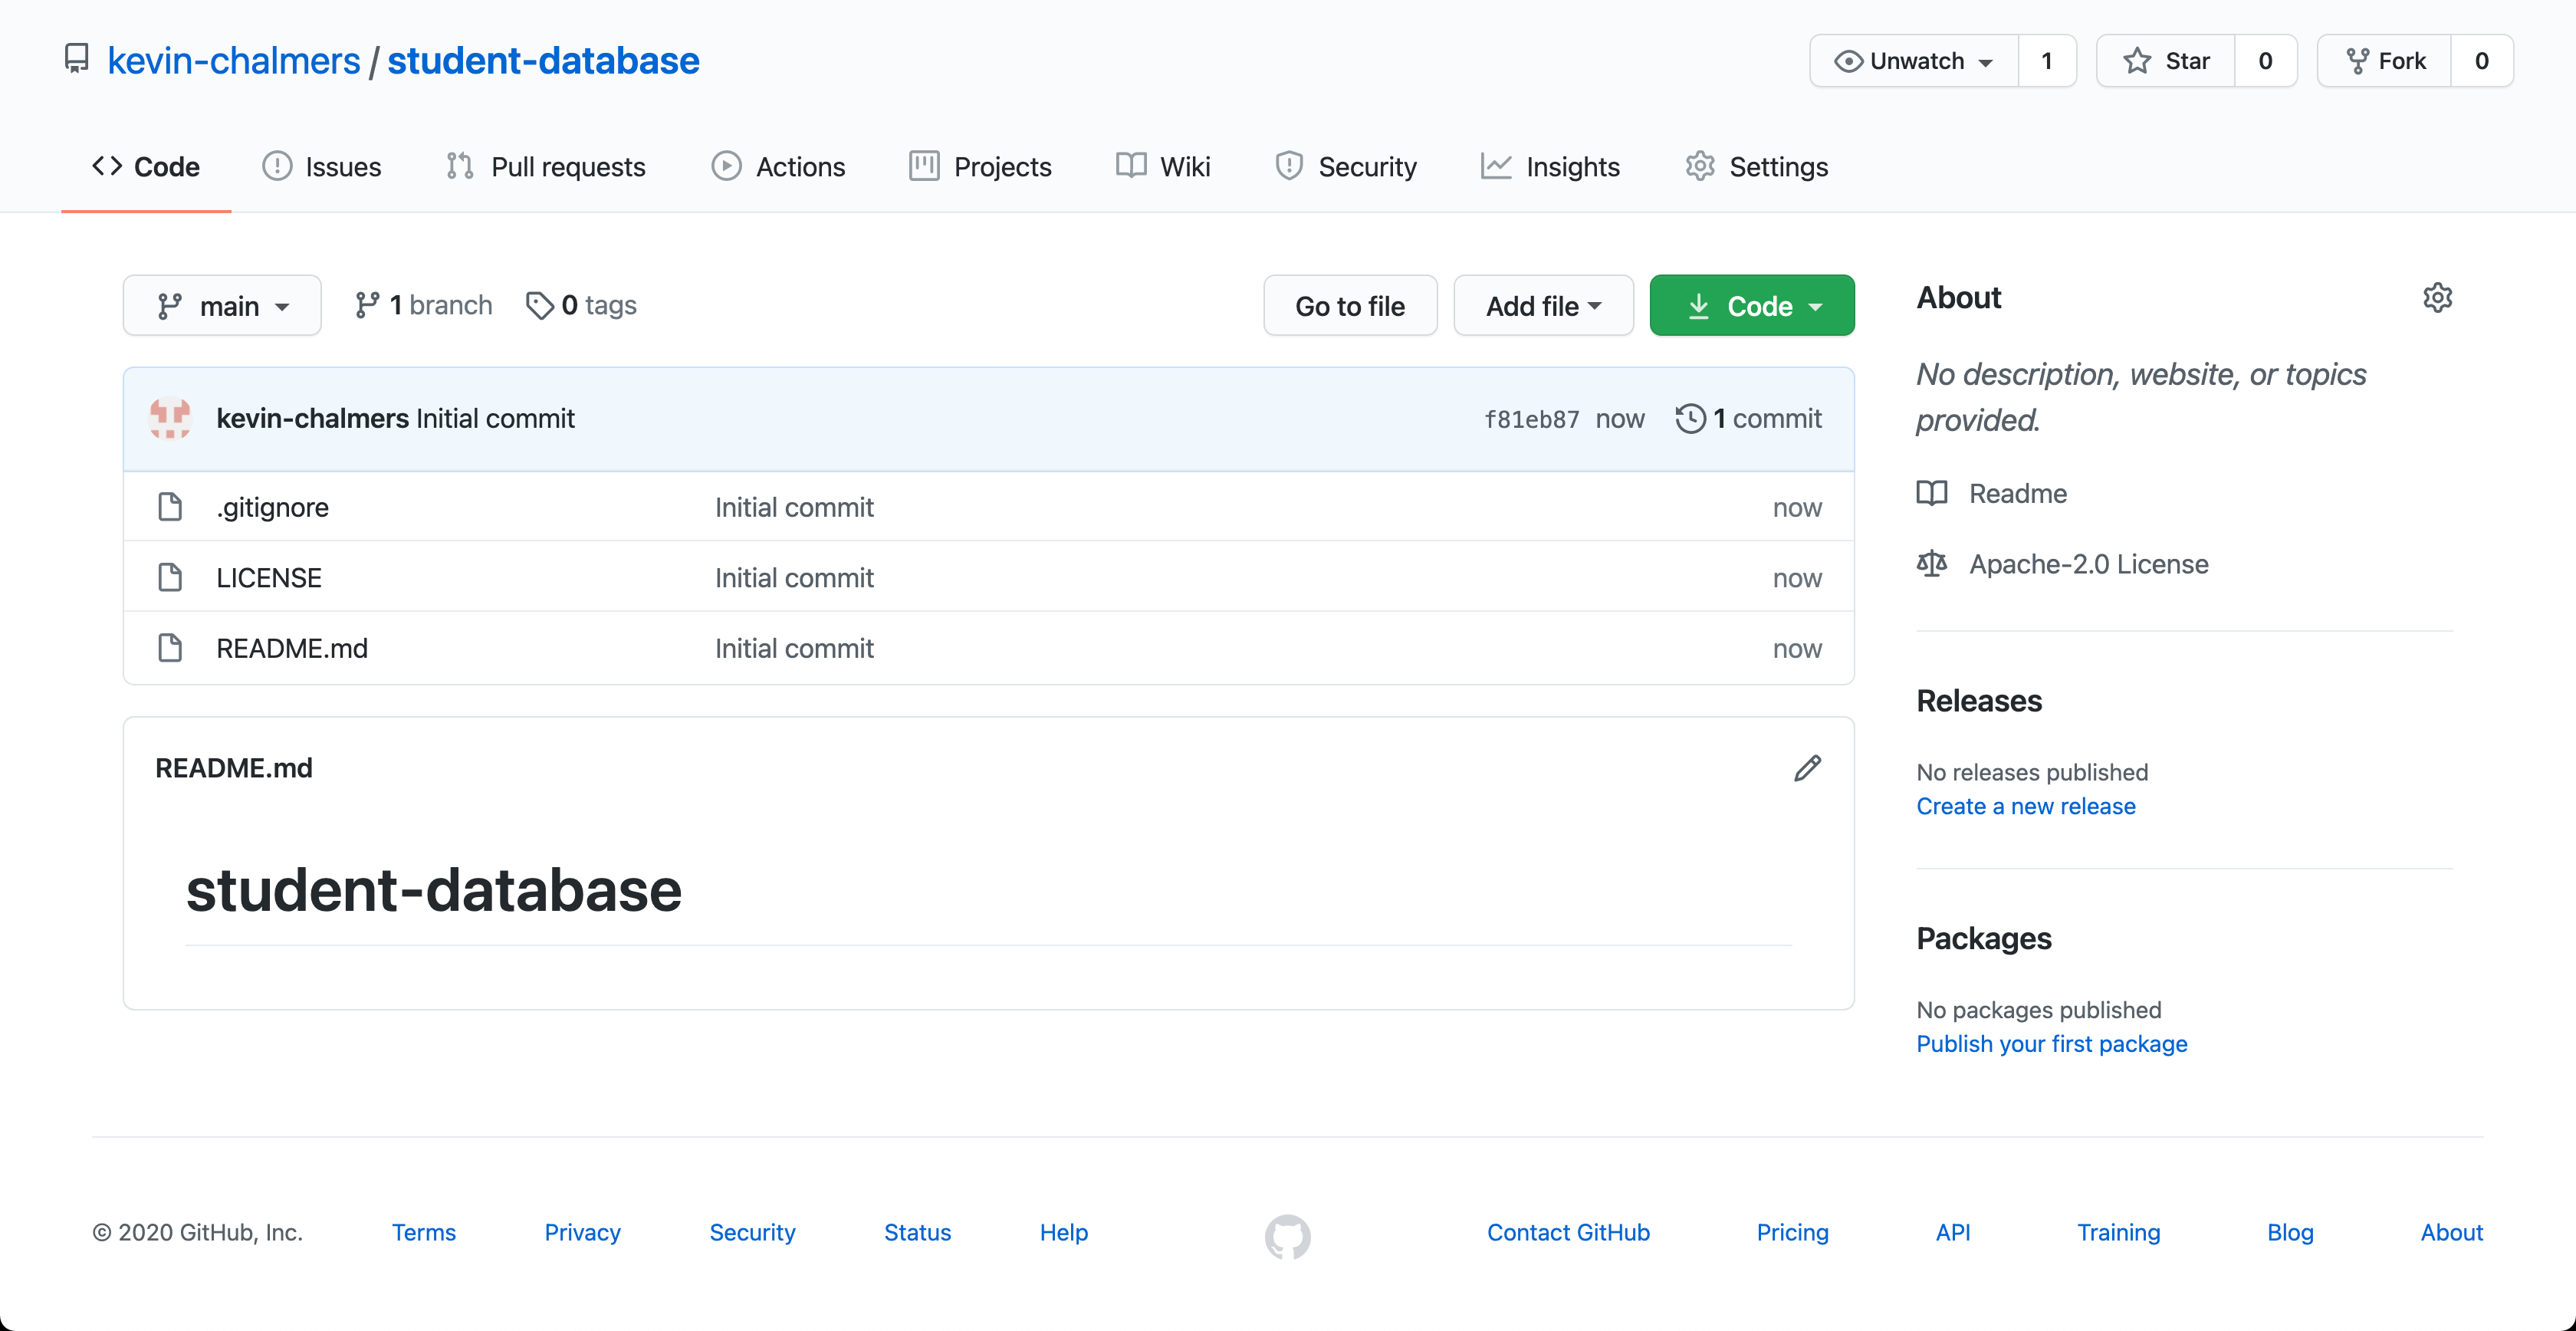 kevin-chalmers / student-database
Unwatch 1 Star 0 Fork 0
Code Issues Pull requests Actions Projects Wiki Security Insights Settings
main 1 branch 0 tags Go to file Add file Code
kevin-chalmers Initial commit f81eb87 now 1 commit
.gitignore Initial commit now
LICENSE Initial commit now
README.md Initial commit now
README.md
student-database
About
No description, website, or topics
provided.
Readme
Apache-2.0 License
Releases
No releases published
Create a new release
Packages
No packages published
Publish your first package
© 2020 GitHub, Inc. Terms Privacy Security Status Help Contact GitHub Pricing API Training Blog About